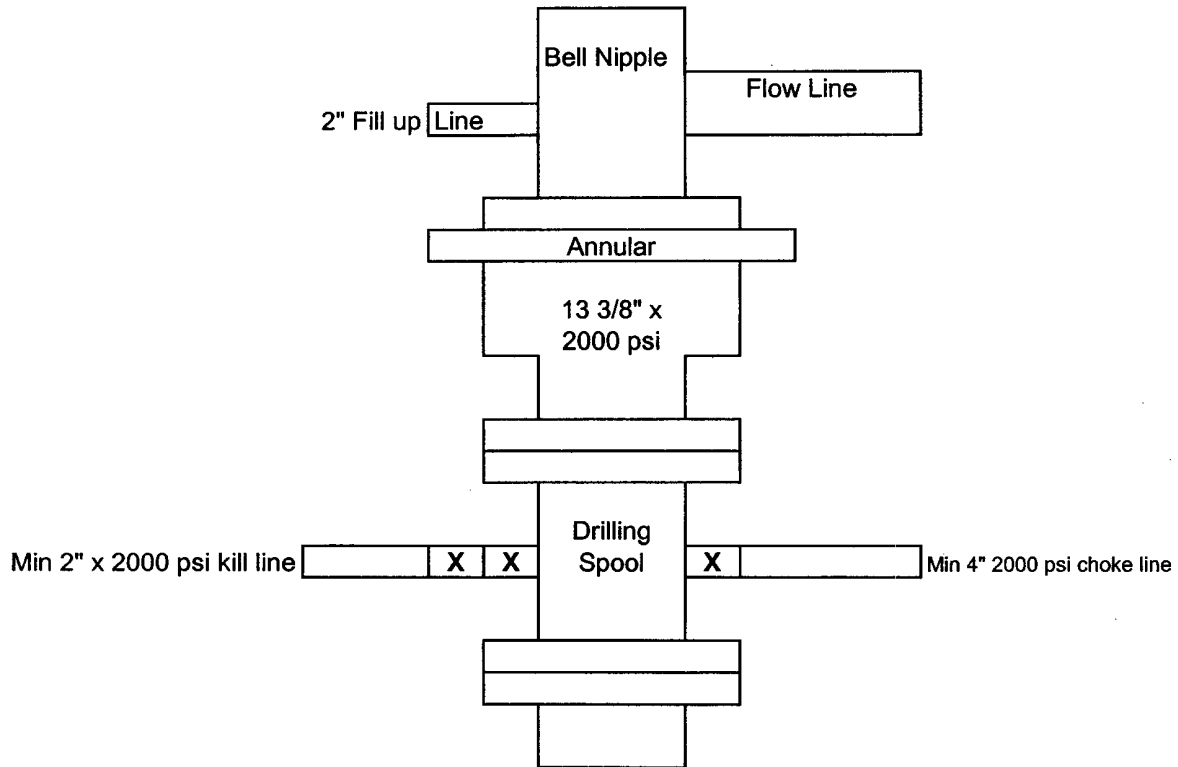 Bell Nipple
Flow Line
2" Fill up Line
Annular
13 3/8" x
2000 psi
Drilling
Spool
Min 2" x 2000 psi kill line
X X
X
Min 4" 2000 psi choke line